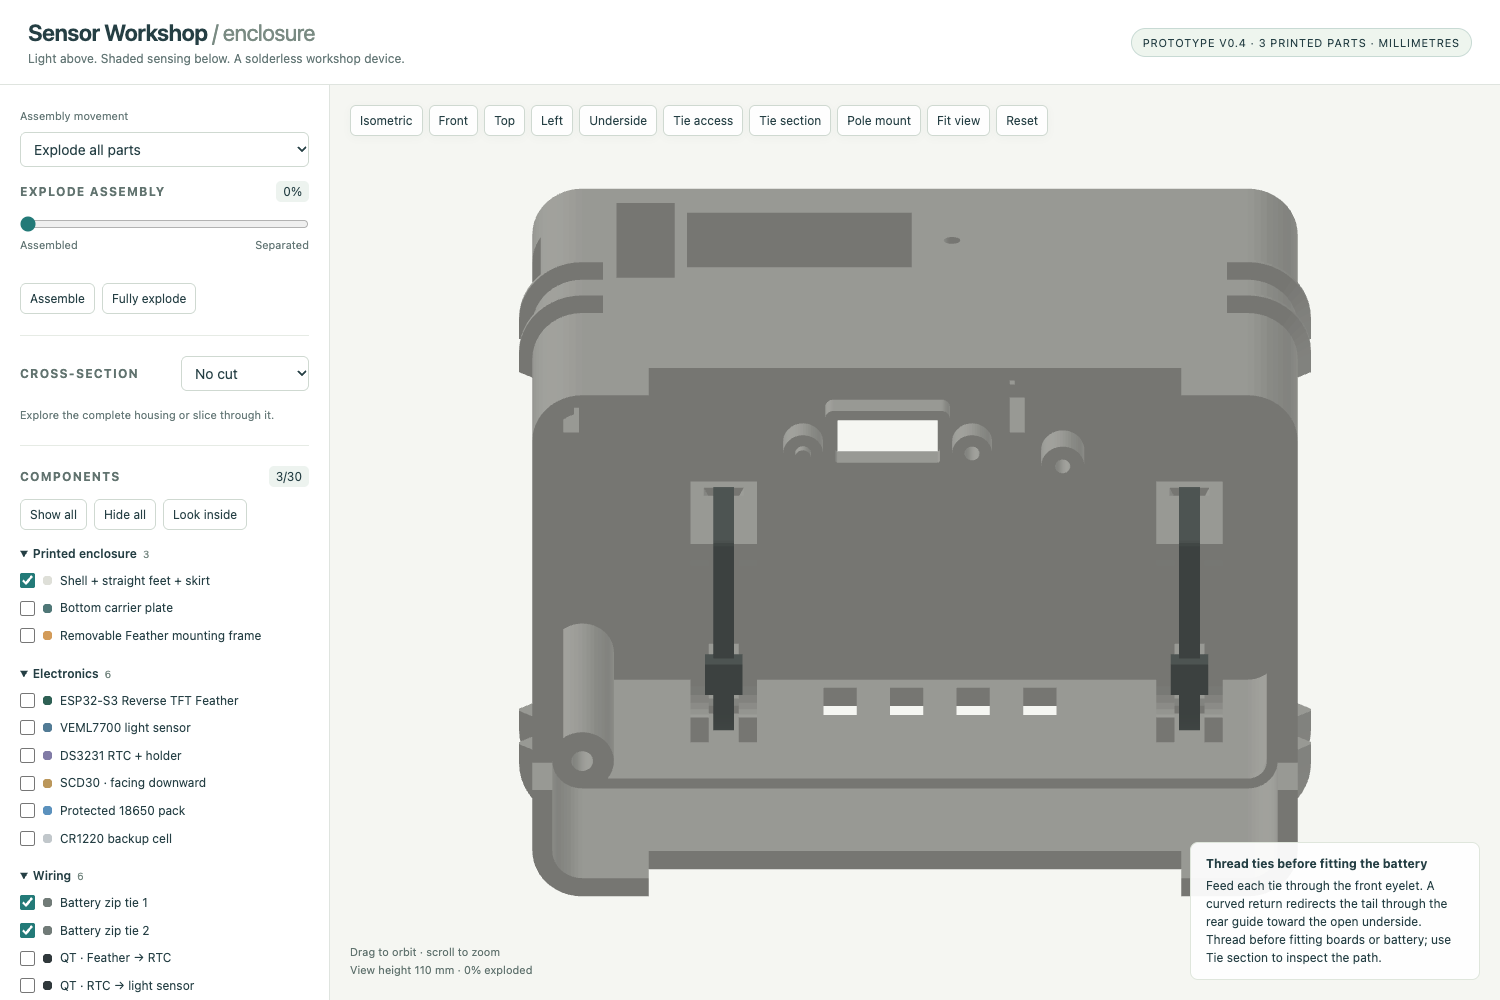 Sensor Workshop / enclosure
Light above. Shaded sensing below. A solderless workshop device.
PROTOTYPE V0.4 · 3 PRINTED PARTS · MILLIMETRES
Assembly movement
Explode all parts
EXPLODE ASSEMBLY 0%
Assembled Separated
Assemble Fully explode
CROSS-SECTION No cut
Explore the complete housing or slice through it.
COMPONENTS 3/30
Show all Hide all Look inside
▼ Printed enclosure 3
Shell + straight feet + skirt
Bottom carrier plate
Removable Feather mounting frame
▼ Electronics 6
ESP32-S3 Reverse TFT Feather
VEML7700 light sensor
DS3231 RTC + holder
SCD30 · facing downward
Protected 18650 pack
CR1220 backup cell
▼ Wiring 6
Battery zip tie 1
Battery zip tie 2
QT · Feather → RTC
QT · RTC → light sensor
Isometric Front Top Left Underside Tie access Tie section Pole mount Fit view Reset
Drag to orbit · scroll to zoom
View height 110 mm · 0% exploded
Thread ties before fitting the battery
Feed each tie through the front eyelet. A
curved return redirects the tail through the
rear guide toward the open underside.
Thread before fitting boards or battery; use
Tie section to inspect the path.